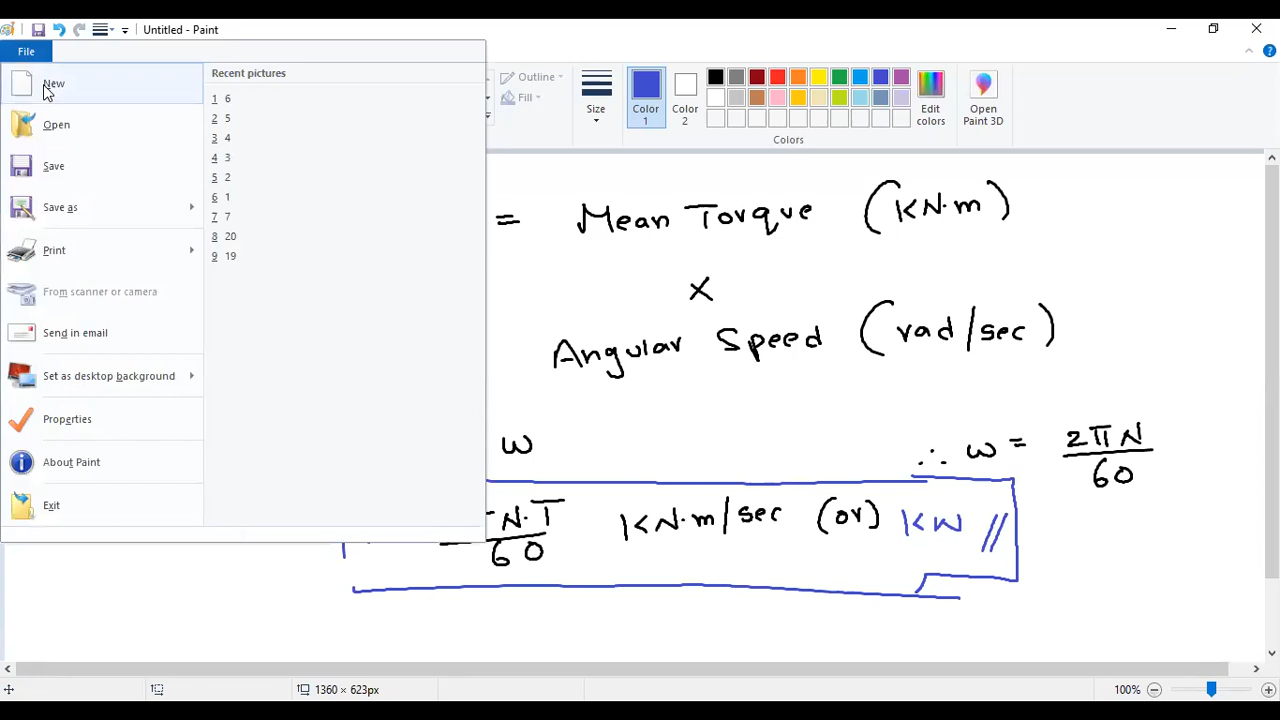 Untitled - Paint
File
New
Open
Save
Save as
Print
From scanner or camera
Send in email
Set as desktop background
Properties
About Paint
Exit
Recent pictures
1 6
2 5
3 4
4 3
5 2
6 1
7 7
8 20
9 19
Outline
Fill
Size
Color 1
Color 2
Edit colors
Open Paint 3D
Colors
= Mean Torque (KN·m)
×
Angular Speed (rad/sec)
ω ∴ ω = 2πN/60
N·T/60 KN·m/sec (or) KW //
1360 × 623px
100%